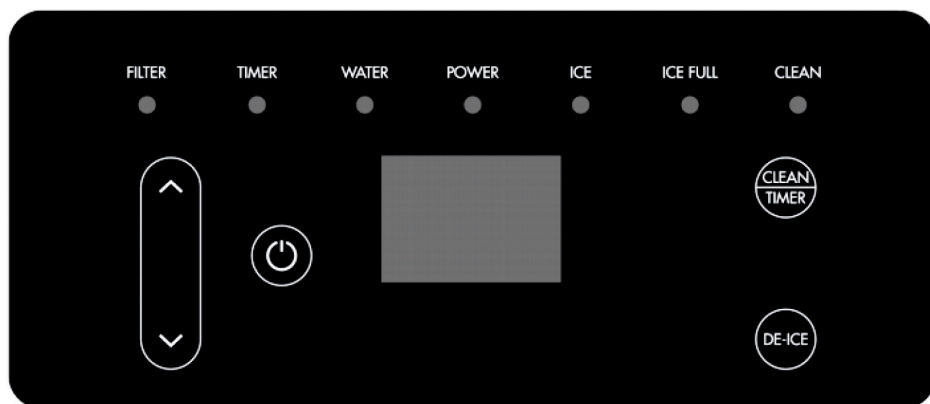 FILTER TIMER WATER POWER ICE ICE FULL CLEAN
CLEAN
TIMER
DE-ICE